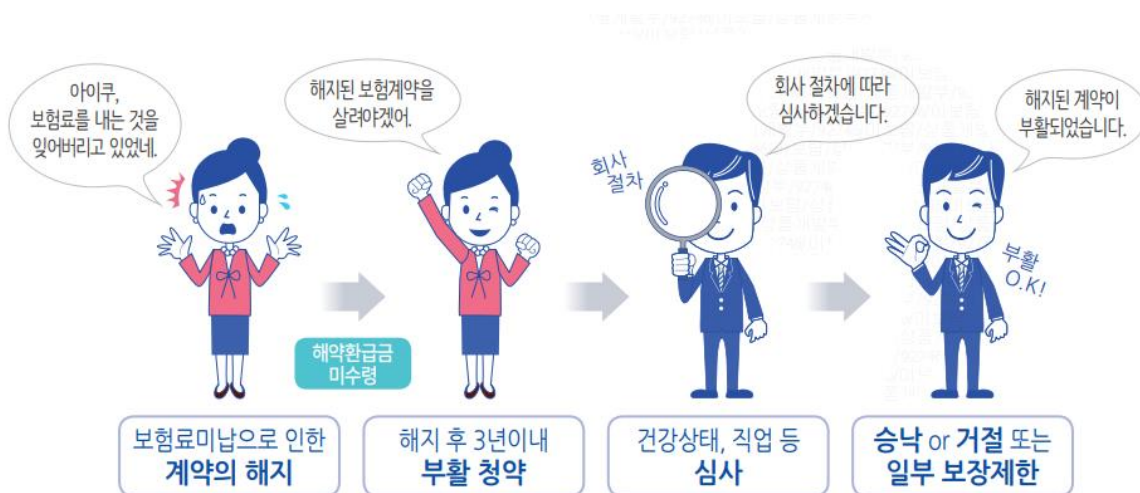 아이쿠,
보험료를 내는 것을
잊어버리고 있었네.
해지된 보험계약을
살려야겠어.
회사 절차에 따라
심사하겠습니다.
해지된 계약이
부활되었습니다.
회사
절차
부활
O.K!
해약환급금
미수령
보험료미납으로 인한
계약의 해지
해지 후 3년이내
부활 청약
건강상태, 직업 등
심사
승낙 or 거절 또는
일부 보장제한